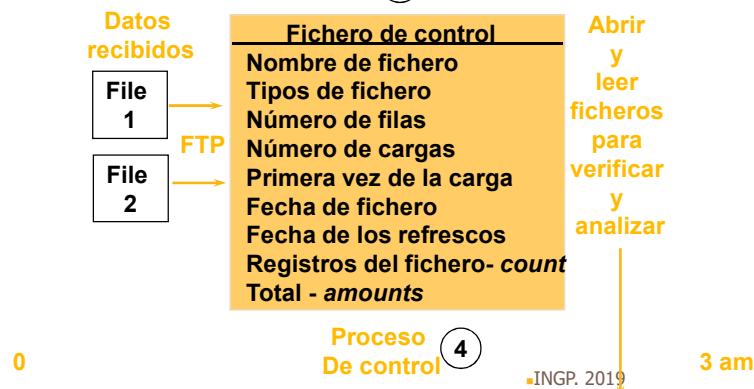 Datos
recibidos
File
1
FTP
File
2
Fichero de control
Nombre de fichero
Tipos de fichero
Número de filas
Número de cargas
Primera vez de la carga
Fecha de fichero
Fecha de los refrescos
Registros del fichero- count
Total - amounts
Abrir
y
leer
ficheros
para
verificar
y
analizar
Proceso
De control
4
0
INGP. 2019
3 am